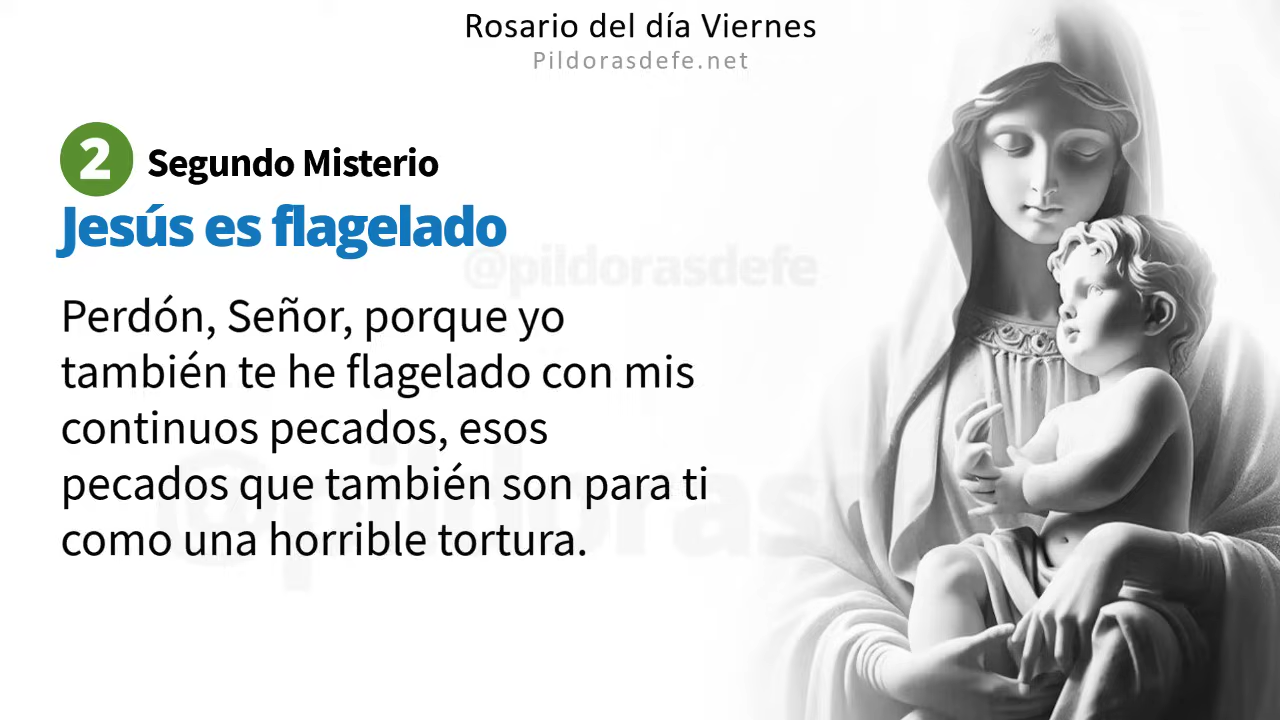 Rosario del día Viernes
Pildorasdefe.net
2 Segundo Misterio
Jesús es flagelado
@pildorasdefe
Perdón, Señor, porque yo
también te he flagelado con mis
continuos pecados, esos
pecados que también son para ti
como una horrible tortura.
@pildoras